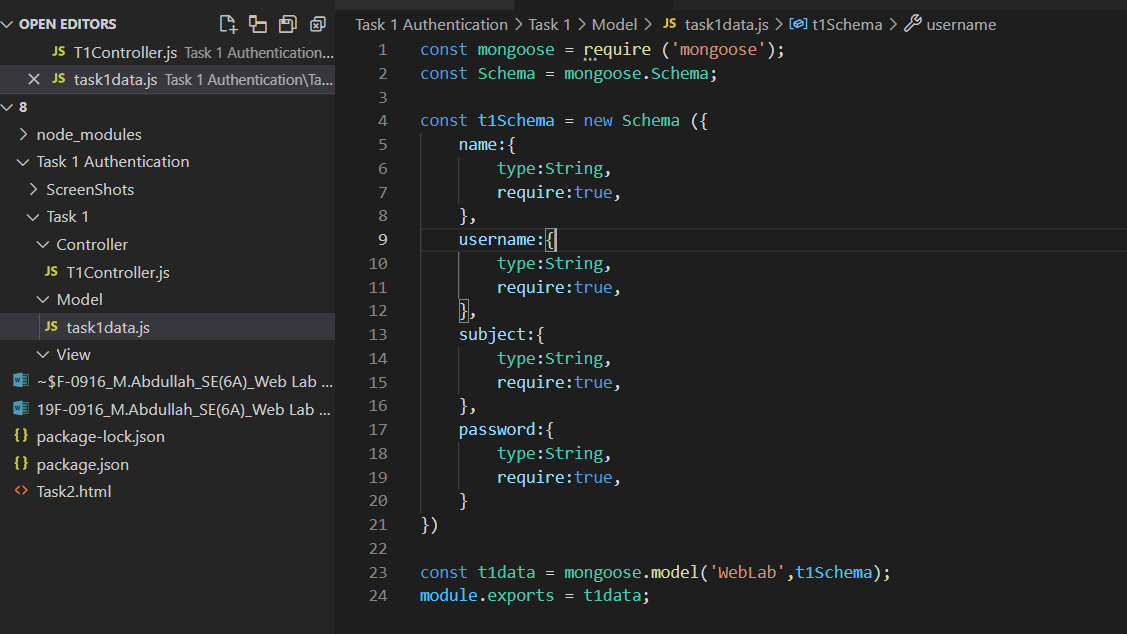 OPEN EDITORS
JS T1Controller.js Task 1 Authentication...
JS task1data.js Task 1 Authentication\Ta...
8
node_modules
Task 1 Authentication
ScreenShots
Task 1
Controller
JS T1Controller.js
Model
JS task1data.js
View
~$F-0916_M.Abdullah_SE(6A)_Web Lab ...
19F-0916_M.Abdullah_SE(6A)_Web Lab ...
{} package-lock.json
{} package.json
<> Task2.html
Task 1 Authentication > Task 1 > Model > JS task1data.js > t1Schema > username
1 const mongoose = require ('mongoose');
2 const Schema = mongoose.Schema;
3
4 const t1Schema = new Schema ({
5 name:{
6 type:String,
7 require:true,
8 },
9 username:{
10 type:String,
11 require:true,
12 },
13 subject:{
14 type:String,
15 require:true,
16 },
17 password:{
18 type:String,
19 require:true,
20 }
21 })
22
23 const t1data = mongoose.model('WebLab',t1Schema);
24 module.exports = t1data;